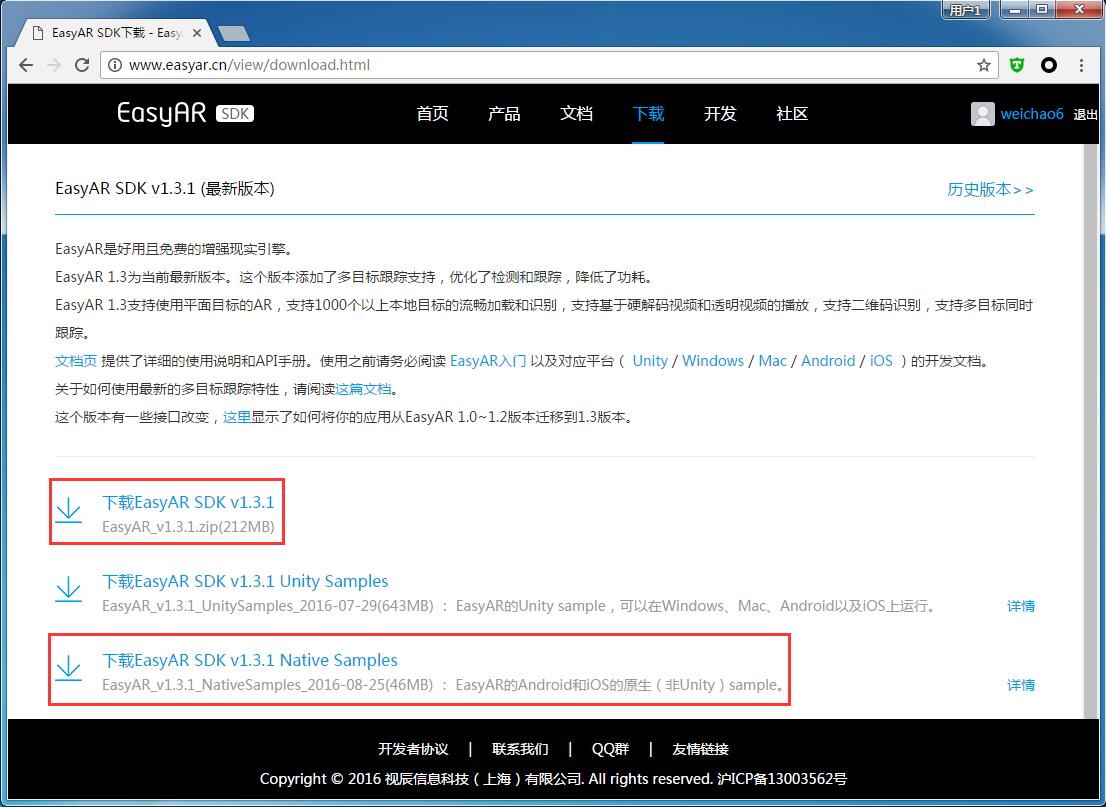 用户1
EasyAR SDK下载 - Easy
www.easyar.cn/view/download.html
EasyAR SDK 首页 产品 文档 下载 开发 社区 weichao6 退出
EasyAR SDK v1.3.1 (最新版本) 历史版本>>
EasyAR是好用且免费的增强现实引擎。
EasyAR 1.3为当前最新版本。这个版本添加了多目标跟踪支持，优化了检测和跟踪，降低了功耗。
EasyAR 1.3支持使用平面目标的AR，支持1000个以上本地目标的流畅加载和识别，支持基于硬解码视频和透明视频的播放，支持二维码识别，支持多目标同时
跟踪。
文档页 提供了详细的使用说明和API手册。使用之前请务必阅读 EasyAR入门 以及对应平台（ Unity / Windows / Mac / Android / iOS ）的开发文档。
关于如何使用最新的多目标跟踪特性，请阅读这篇文档。
这个版本有一些接口改变，这里显示了如何将你的应用从EasyAR 1.0~1.2版本迁移到1.3版本。
下载EasyAR SDK v1.3.1
EasyAR_v1.3.1.zip(212MB)
下载EasyAR SDK v1.3.1 Unity Samples
EasyAR_v1.3.1_UnitySamples_2016-07-29(643MB) ： EasyAR的Unity sample，可以在Windows、Mac、Android以及iOS上运行。 详情
下载EasyAR SDK v1.3.1 Native Samples
EasyAR_v1.3.1_NativeSamples_2016-08-25(46MB) ： EasyAR的Android和iOS的原生（非Unity）sample。 详情
开发者协议 | 联系我们 | QQ群 | 友情链接
Copyright © 2016 视辰信息科技（上海）有限公司. All rights reserved. 沪ICP备13003562号